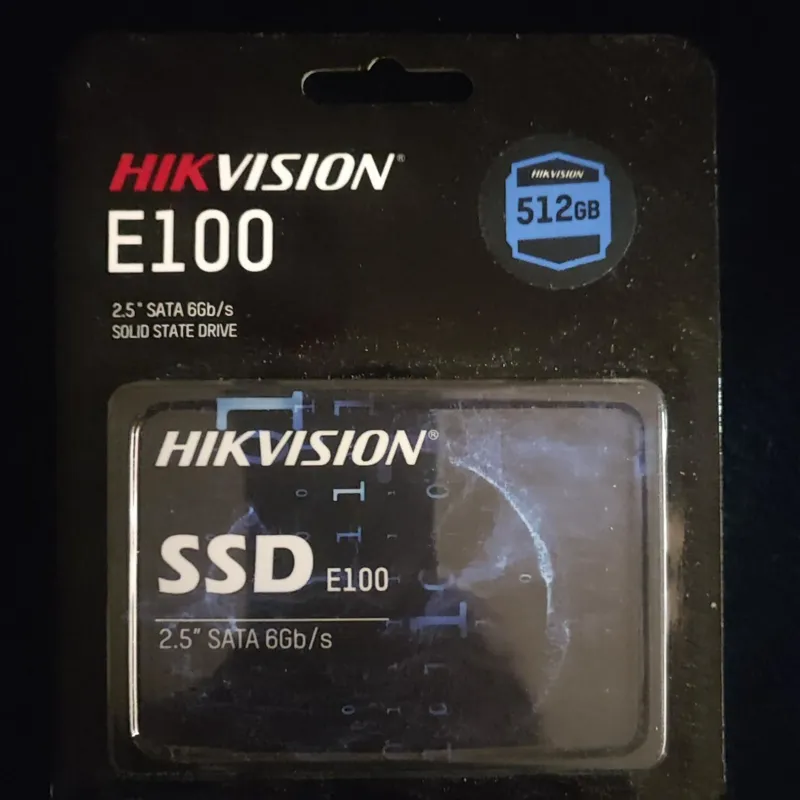 HIKVISION®
E100
2.5" SATA 6Gb/s
SOLID STATE DRIVE
HIKVISION
512GB
HIKVISION®
SSD E100
2.5" SATA 6Gb/s